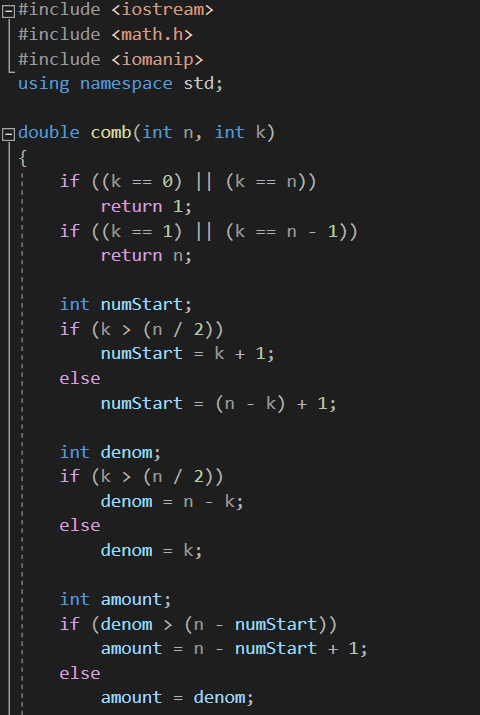 #include <iostream>
#include <math.h>
#include <iomanip>
using namespace std;
double comb(int n, int k)
{
if ((k == 0) || (k == n))
return 1;
if ((k == 1) || (k == n - 1))
return n;
int numStart;
if (k > (n / 2))
numStart = k + 1;
else
numStart = (n - k) + 1;
int denom;
if (k > (n / 2))
denom = n - k;
else
denom = k;
int amount;
if (denom > (n - numStart))
amount = n - numStart + 1;
else
amount = denom;